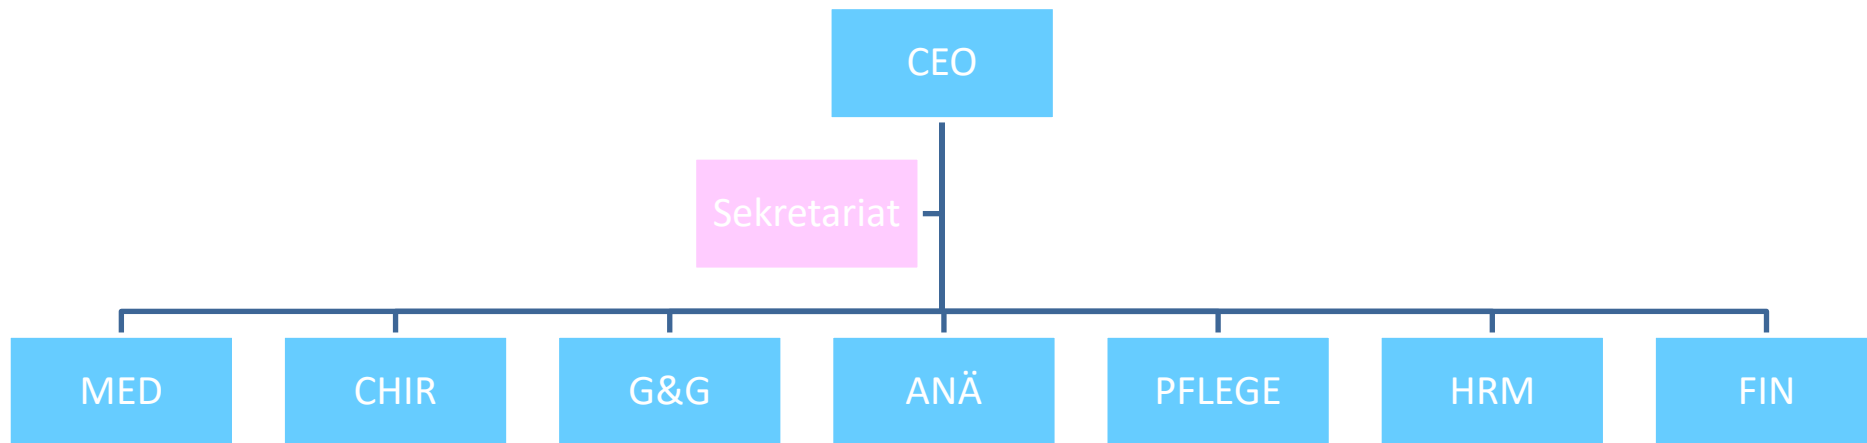 CEO
Sekretariat
MED
CHIR
G&G
ANÄ
PFLEGE
HRM
FIN